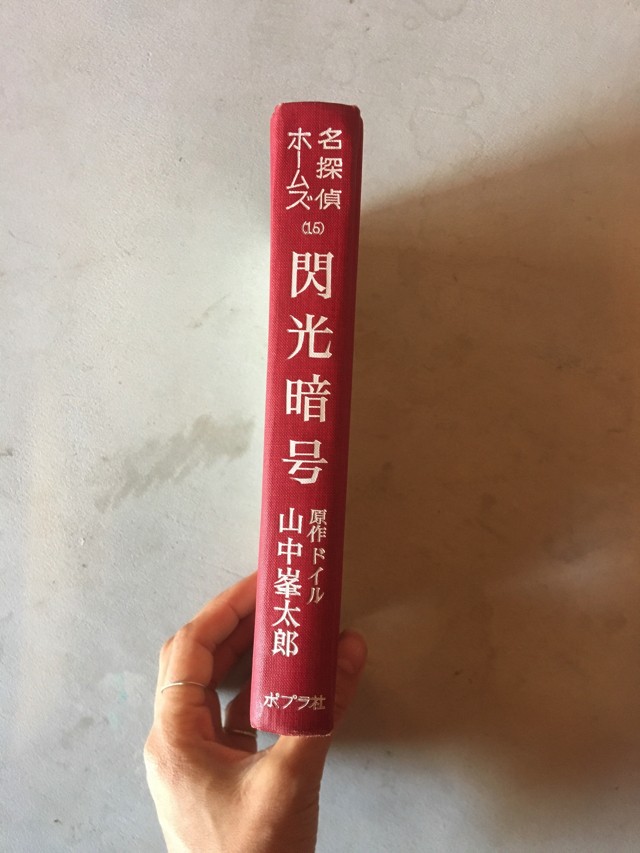 名探偵
ホームズ
(15)
閃光暗号
原作ドイル
山中峯太郎
ポプラ社